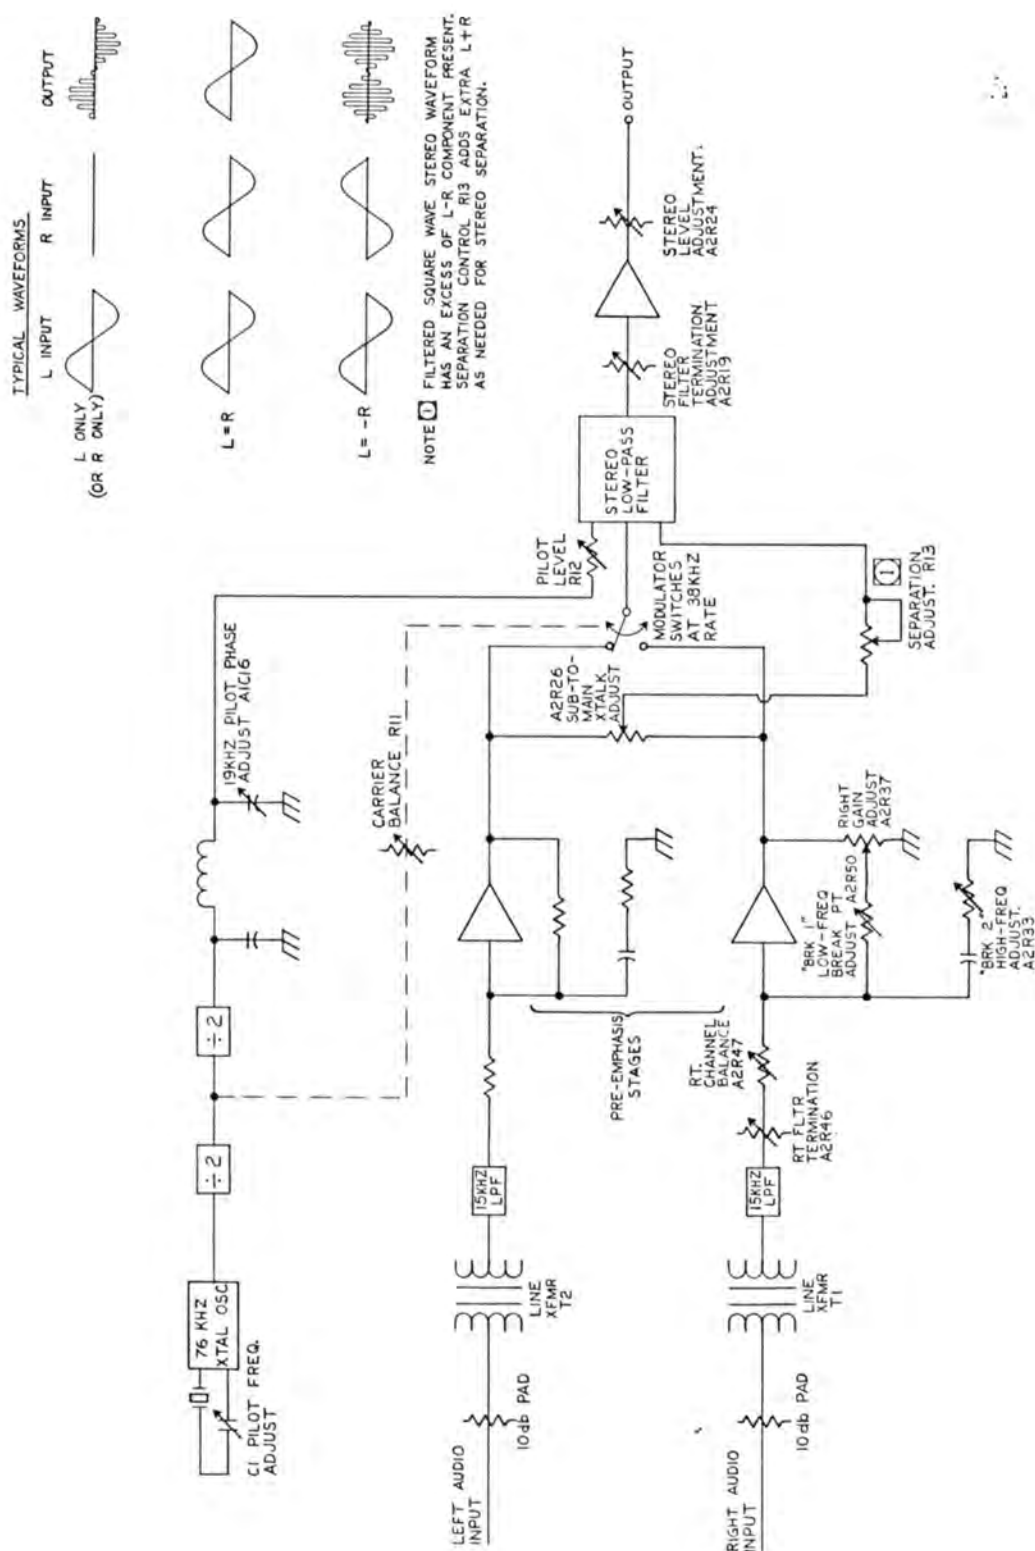 TYPICAL WAVEFORMS
L INPUT
R INPUT
OUTPUT
L ONLY
(OR R ONLY)
L=R
L= -R
NOTE 1 FILTERED SQUARE WAVE STEREO WAVEFORM
HAS AN EXCESS OF L-R COMPONENT PRESENT.
SEPARATION CONTROL R13 ADDS EXTRA L+R
AS NEEDED FOR STEREO SEPARATION.
C1 PILOT FREQ.
ADJUST
76 KHZ
XTAL OSC
÷2
÷2
19KHZ PILOT PHASE
ADJUST A1C16
CARRIER
BALANCE R11
PILOT
LEVEL
R12
LEFT AUDIO
INPUT
10db PAD
LINE
XFMR
T2
15KHZ
LPF
PRE-EMPHASIS
STAGES
A2R26
SUB-TO-
MAIN
XTALK
ADJUST
MODULATOR
SWITCHES
AT 38KHZ
RATE
STEREO
LOW-PASS
FILTER
STEREO
FILTER
TERMINATION
ADJUSTMENT
A2R19
STEREO
LEVEL
ADJUSTMENT
A2R24
OUTPUT
RIGHT AUDIO
INPUT
10db PAD
LINE
XFMR
T1
15KHZ
LPF
RT FLTR
TERMINATION
A2R46
RT.
CHANNEL
BALANCE
A2R47
"BRK 1"
LOW-FREQ
BREAK PT
ADJUST A2R50
RIGHT
GAIN
ADJUST
A2R37
"BRK 2"
HIGH-FREQ
ADJUST.
A2R33
1
SEPARATION
ADJUST. R13